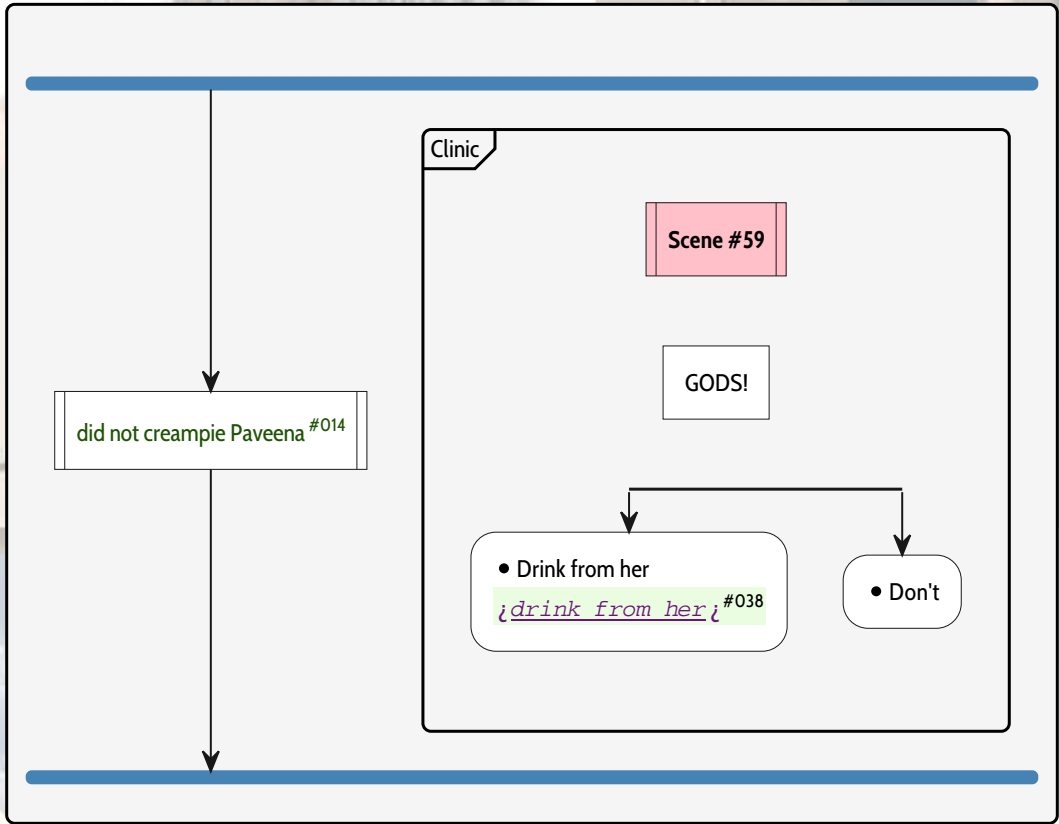 Clinic
Scene #59
GODS!
did not creampie Paveena #014
• Drink from her
¿drink from her¿ #038
• Don't